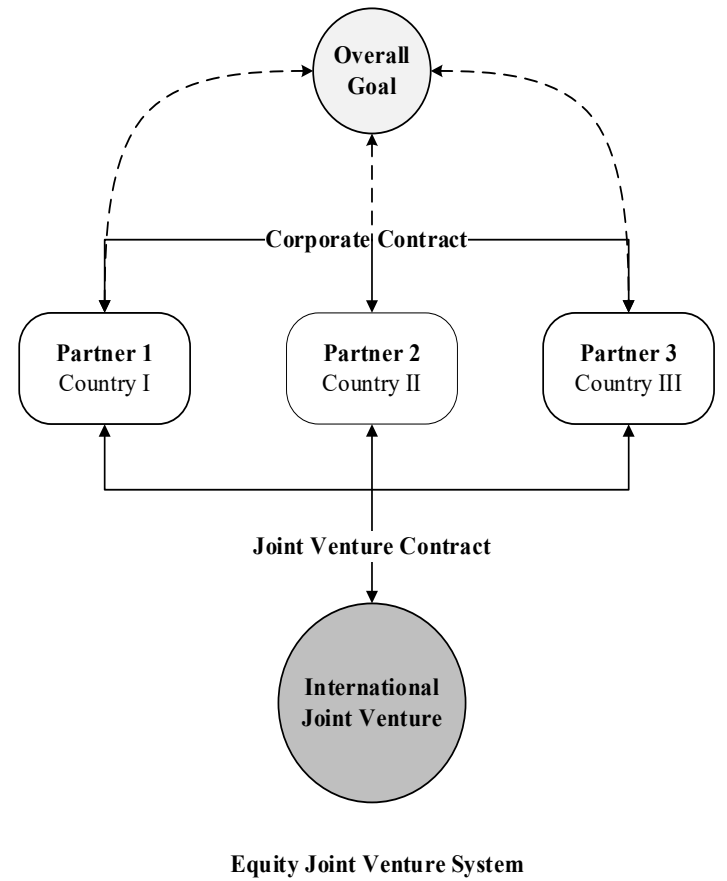 Overall
Goal
Corporate Contract
Partner 1
Country I
Partner 2
Country II
Partner 3
Country III
Joint Venture Contract
International
Joint Venture
Equity Joint Venture System